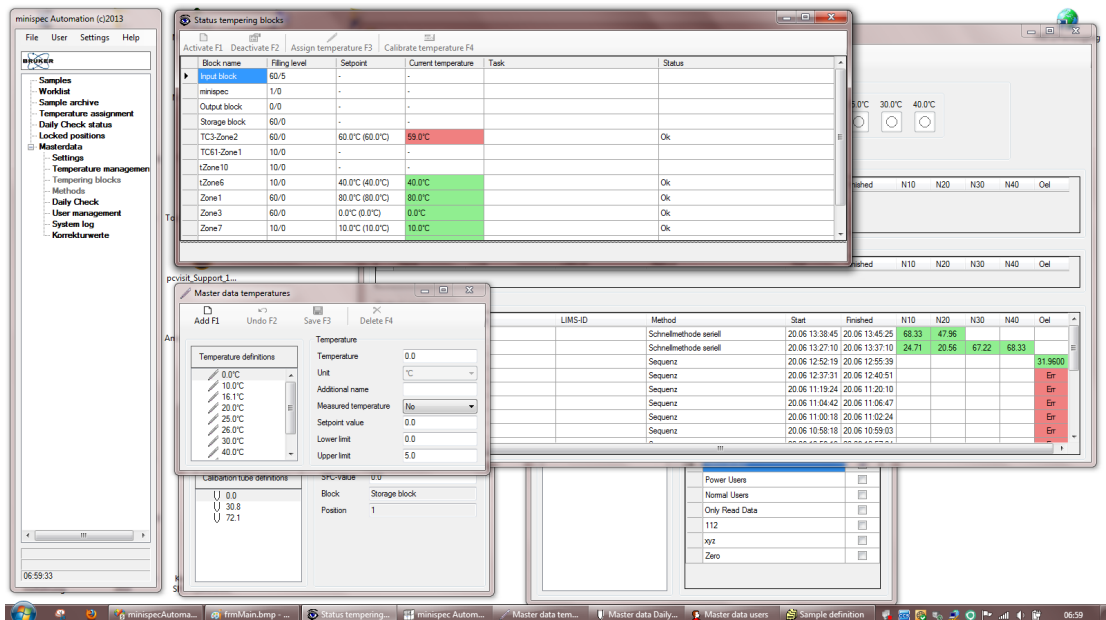 minispec Automation (c)2013
File User Settings Help
BRUKER
Samples
Worklist
Sample archive
Temperature assignment
Daily Check status
Locked positions
Masterdata
Settings
Temperature managemen
Tempering blocks
Methods
Daily Check
User management
System log
Korrekturwerte
06:59:33
Status tempering blocks
Activate F1 Deactivate F2 Assign temperature F3 Calibrate temperature F4
Block name Filling level Setpoint Current temperature Task Status
Input block 60/5 - -
minispec 1/0 - -
Output block 0/0 - -
Storage block 60/0 - -
TC3-Zone2 60/0 60.0°C (60.0°C) 59.0°C Ok
TC61-Zone1 10/0 - -
tZone10 10/0 - -
tZone6 10/0 40.0°C (40.0°C) 40.0°C Ok
Zone1 60/0 80.0°C (80.0°C) 80.0°C Ok
Zone3 60/0 0.0°C (0.0°C) 0.0°C Ok
Zone7 10/0 10.0°C (10.0°C) 10.0°C Ok
30.0°C 40.0°C
N10 N20 N30 N40 Oel
N10 N20 N30 N40 Oel
pcvisit_Support_1...
Master data temperatures
Add F1 Undo F2 Save F3 Delete F4
Temperature definitions
0.0°C
10.0°C
16.1°C
20.0°C
25.0°C
26.0°C
30.0°C
40.0°C
Temperature
Temperature 0.0
Unit °C
Additional name
Measured temperature No
Setpoint value 0.0
Lower limit 0.0
Upper limit 5.0
LIMS-ID Method Start Finished N10 N20 N30 N40 Oel
Schnellmethode seriell 20.06 13:38:45 20.06 13:45:25 68.33 47.96
Schnellmethode seriell 20.06 13:27:10 20.06 13:37:10 24.71 20.56 67.22 68.33
Sequenz 20.06 12:52:19 20.06 12:55:39 31.9600
Sequenz 20.06 12:37:31 20.06 12:40:51 Err
Sequenz 20.06 11:19:24 20.06 11:20:10 Err
Sequenz 20.06 11:04:42 20.06 11:06:47 Err
Sequenz 20.06 11:00:18 20.06 11:02:24 Err
Sequenz 20.06 10:58:18 20.06 10:59:03 Err
Calibration tube definitions
0.0
30.8
72.1
SFC-Value 0.0
Block Storage block
Position 1
Power Users
Normal Users
Only Read Data
112
xyz
Zero
minispecAutoma... frmMain.bmp - ... Status tempering... minispec Autom... Master data tem... Master data Daily... Master data users Sample definition 06:59